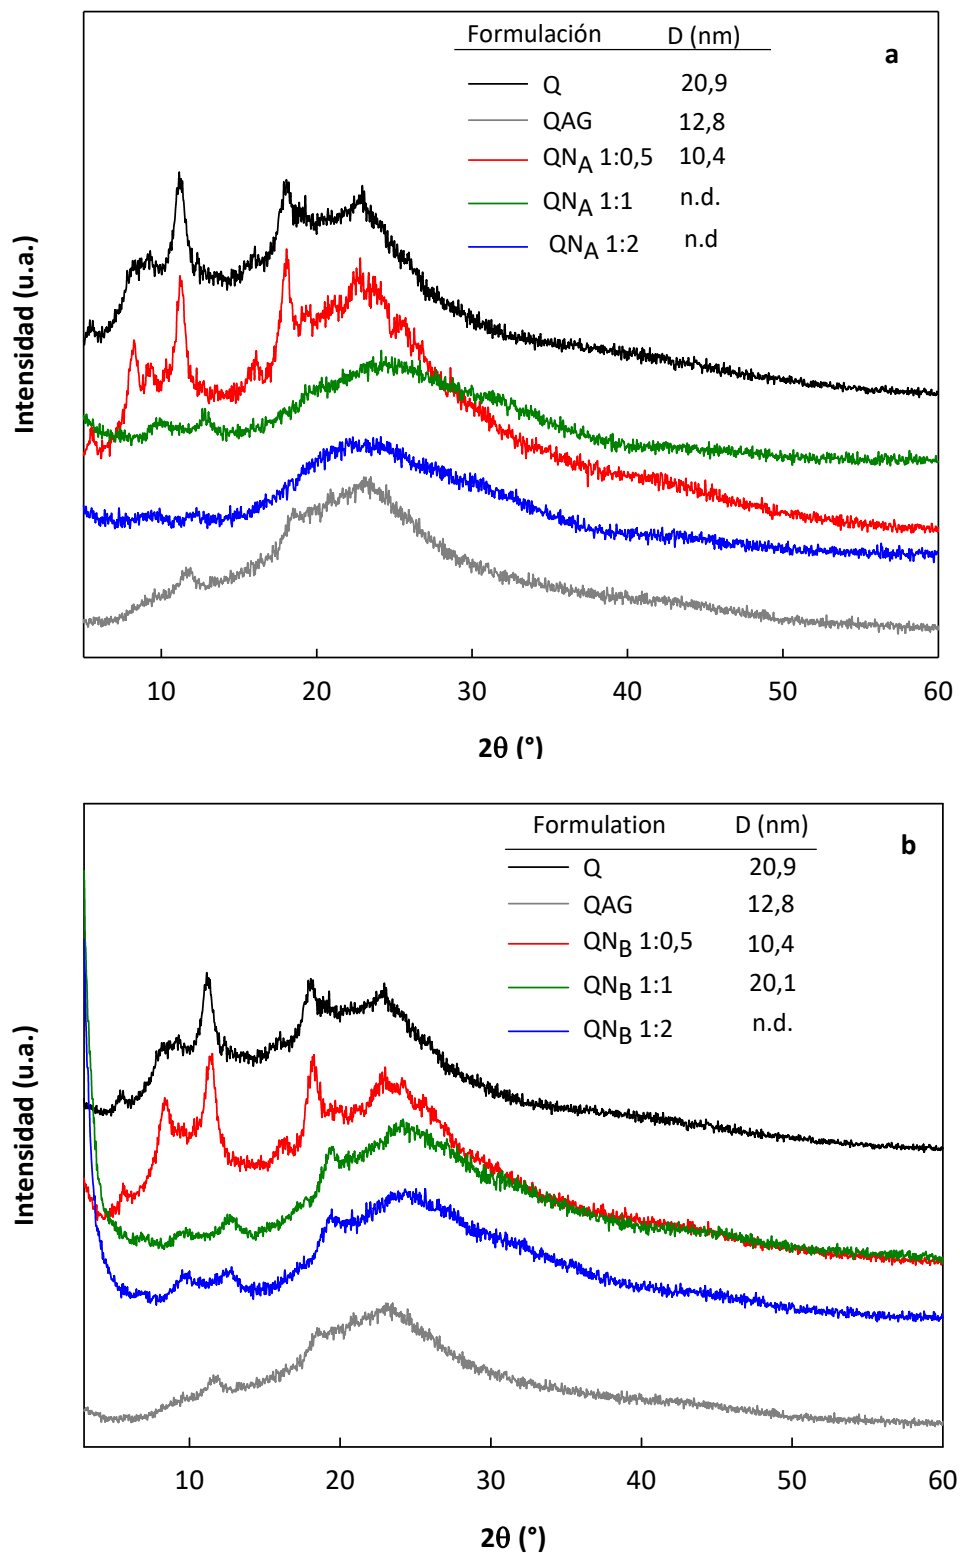 Formulación D (nm)
a
Q 20,9
QAG 12,8
QNA 1:0,5 10,4
QNA 1:1 n.d.
QNA 1:2 n.d
Intensidad (u.a.)
10 20 30 40 50 60
2θ (°)
Formulation D (nm)
b
Q 20,9
QAG 12,8
QNB 1:0,5 10,4
QNB 1:1 20,1
QNB 1:2 n.d.
Intensidad (u.a.)
10 20 30 40 50 60
2θ (°)